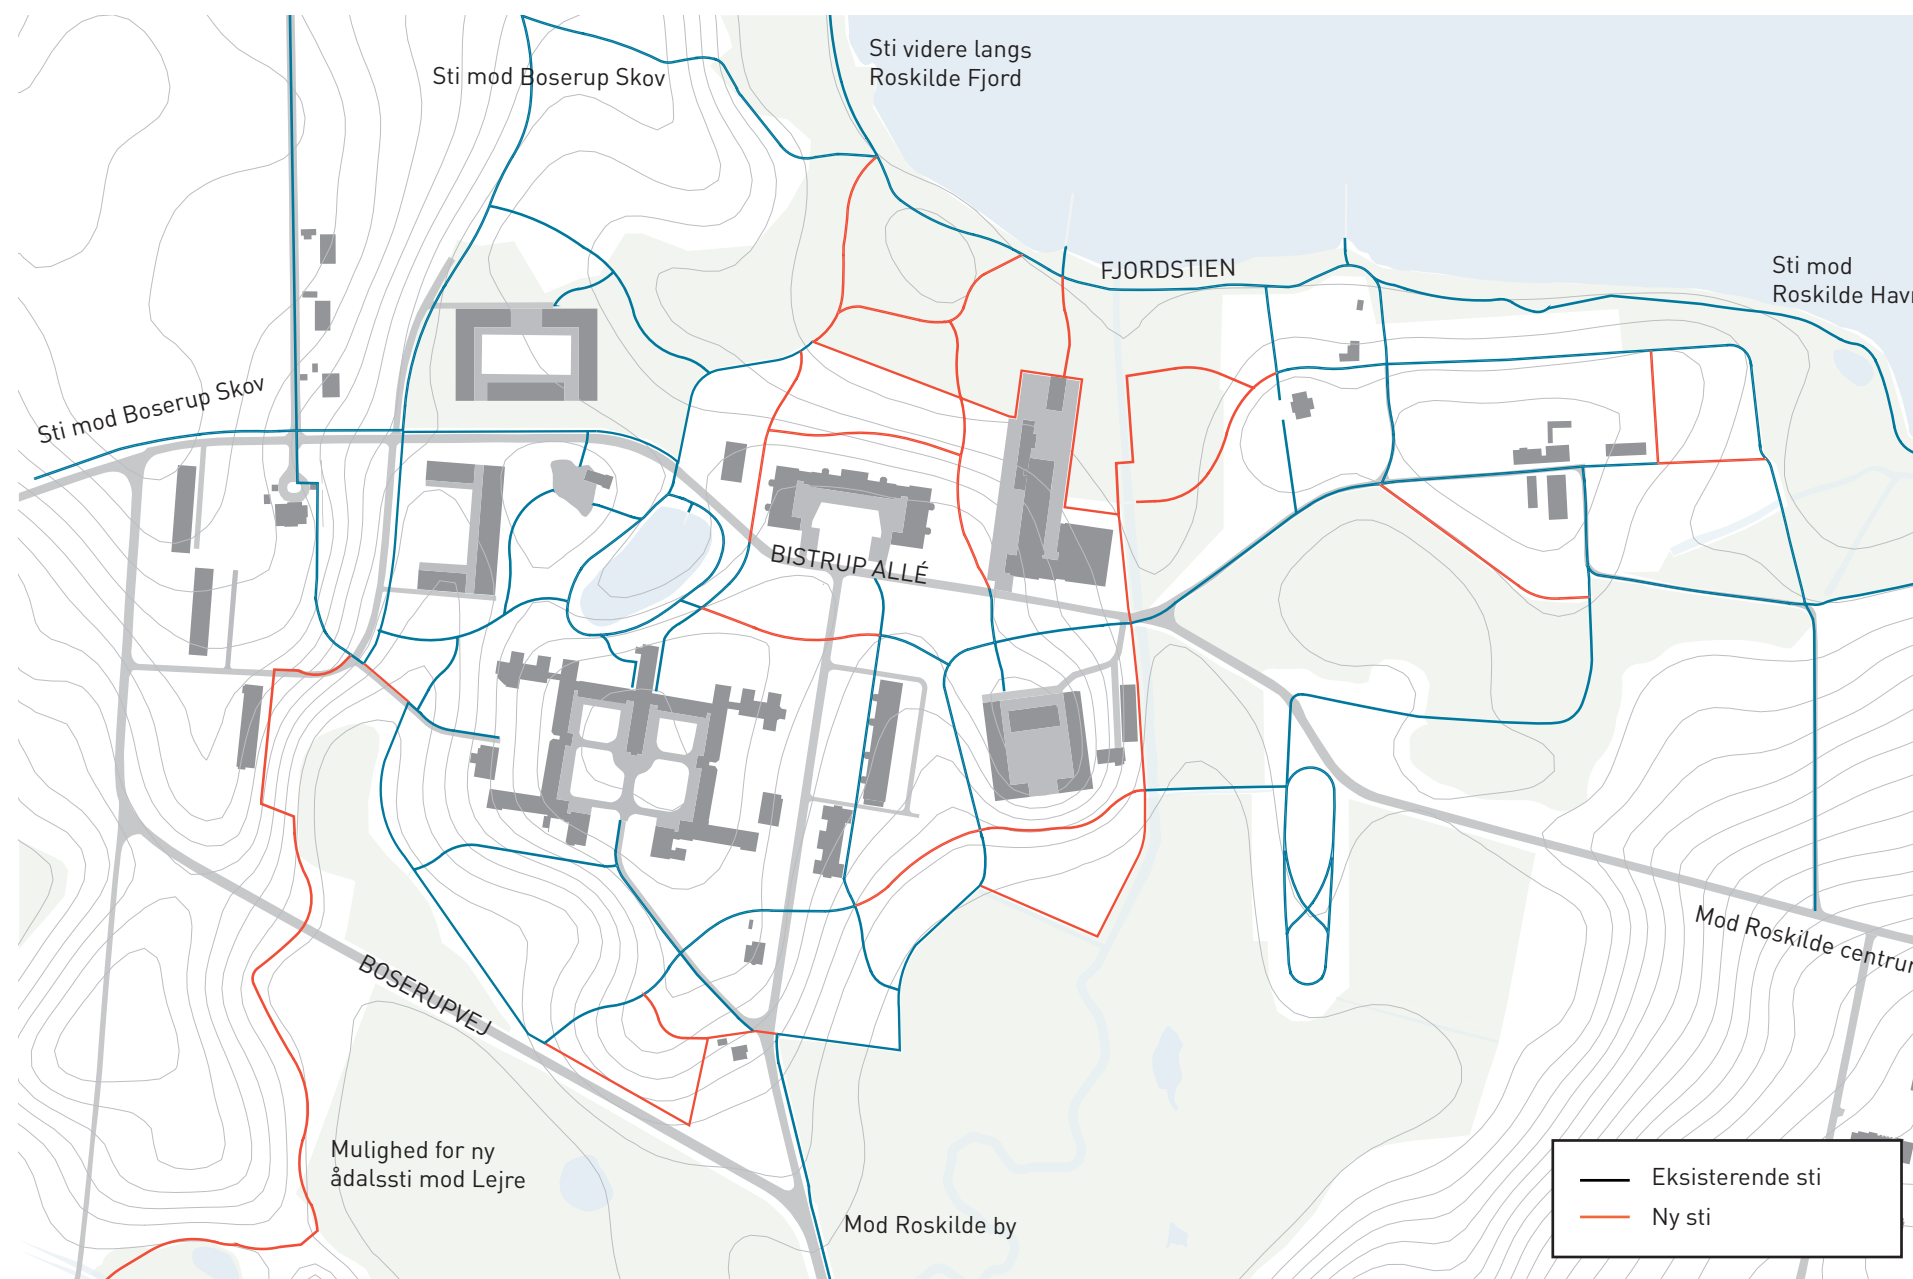 Sti videre langs
Roskilde Fjord
Sti mod Boserup Skov
FJORDSTIEN
Sti mod
Roskilde Havn
Sti mod Boserup Skov
BISTRUP ALLÉ
Mod Roskilde centrum
BOSERUPVEJ
Mulighed for ny
ådalssti mod Lejre
Mod Roskilde by
Eksisterende sti
Ny sti